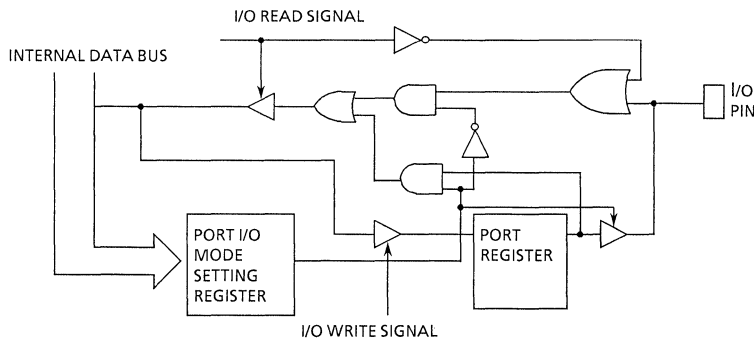 I/O READ SIGNAL
INTERNAL DATA BUS
I/O
PIN
PORT I/O
MODE
SETTING
REGISTER
PORT
REGISTER
I/O WRITE SIGNAL